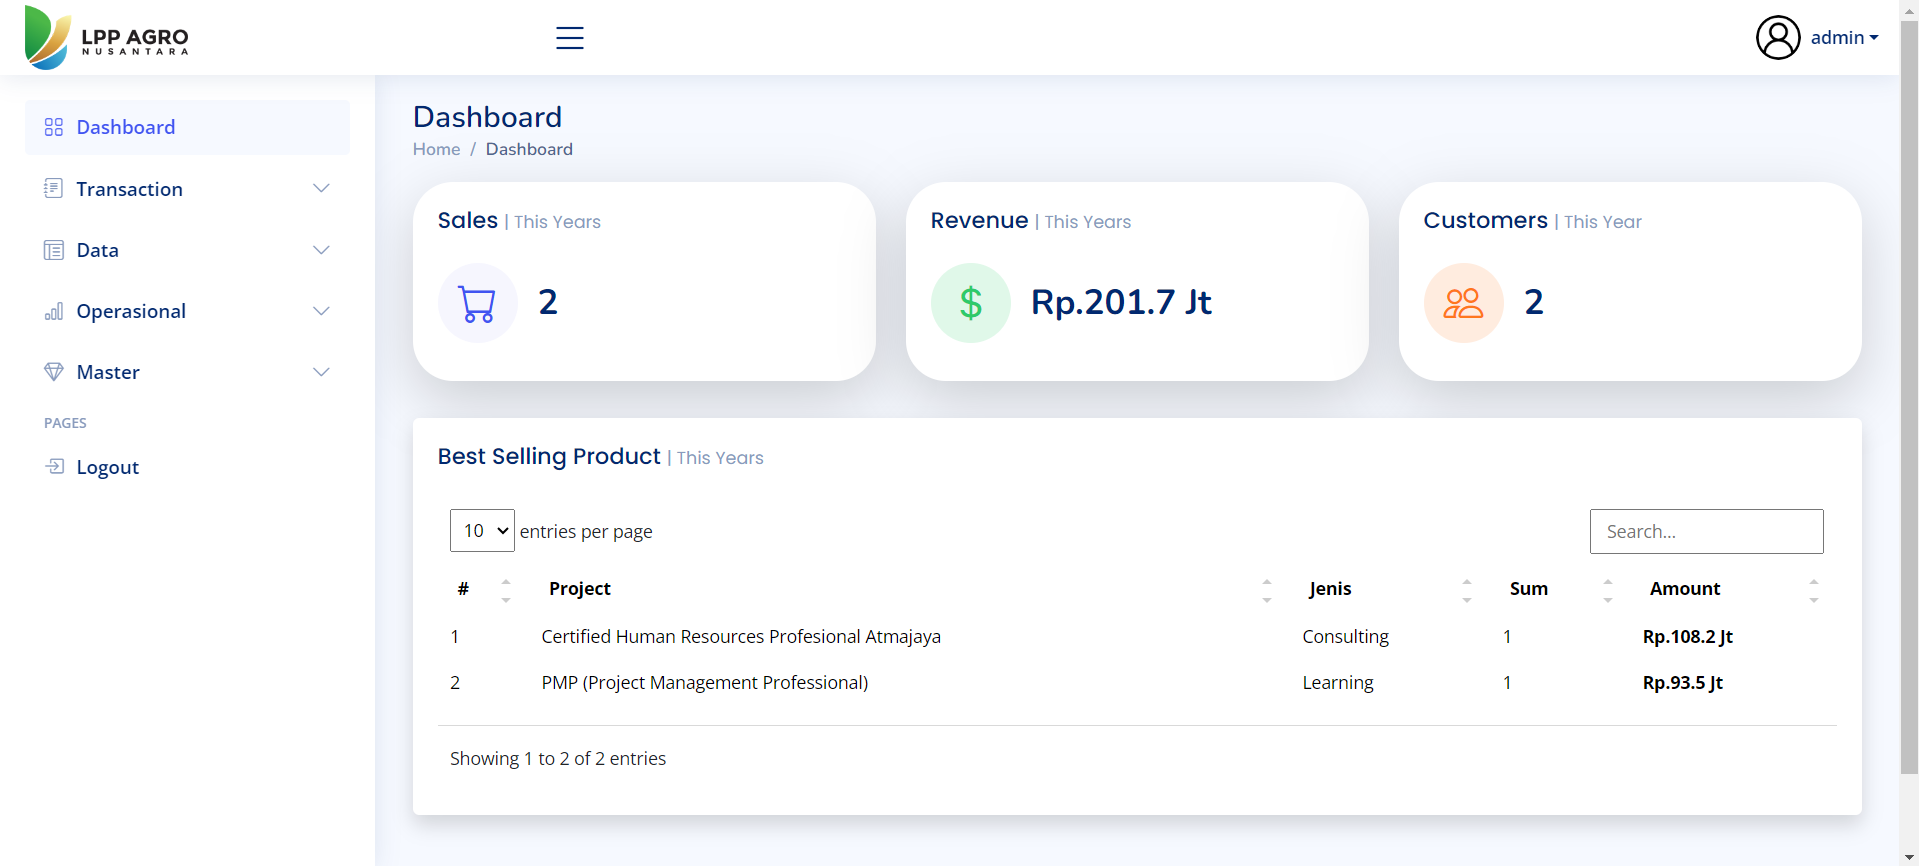 LPP AGRO
NUSANTARA
admin
Dashboard
Transaction
Data
Operasional
Master
PAGES
Logout
Dashboard
Home / Dashboard
Sales | This Years
2
Revenue | This Years
$
Rp.201.7 Jt
Customers | This Year
2
Best Selling Product | This Years
10 entries per page
Search...
# Project Jenis Sum Amount
1 Certified Human Resources Profesional Atmajaya Consulting 1 Rp.108.2 Jt
2 PMP (Project Management Professional) Learning 1 Rp.93.5 Jt
Showing 1 to 2 of 2 entries